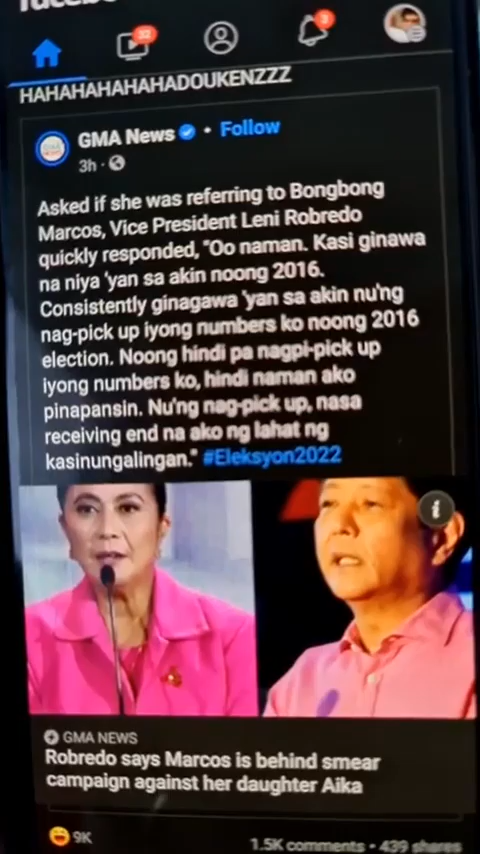 32
3
HAHAHAHAHAHADOUKENZZZ
GMA News • Follow
3h
Asked if she was referring to Bongbong
Marcos, Vice President Leni Robredo
quickly responded, "Oo naman. Kasi ginawa
na niya 'yan sa akin noong 2016.
Consistently ginagawa 'yan sa akin nu'ng
nag-pick up iyong numbers ko noong 2016
election. Noong hindi pa nagpi-pick up
iyong numbers ko, hindi naman ako
pinapansin. Nu'ng nag-pick up, nasa
receiving end na ako ng lahat ng
kasinungalingan." #Eleksyon2022
i
GMA NEWS
Robredo says Marcos is behind smear
campaign against her daughter Aika
9K
1.5K comments • 439 shares